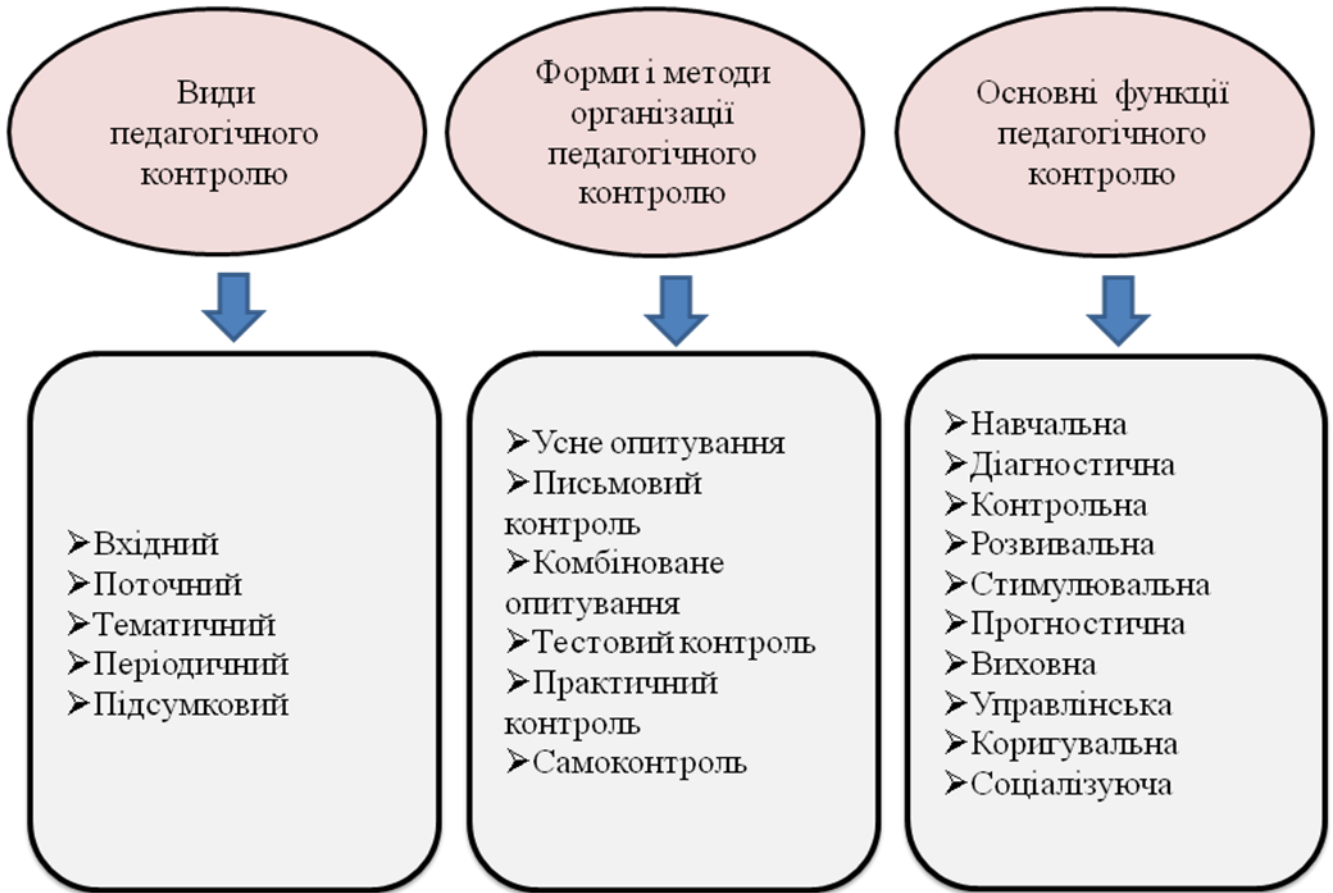 Види
педагогічного
контролю
Форми і методи
організації
педагогічного
контролю
Основні функції
педагогічного
контролю
➢Вхідний
➢Поточний
➢Тематичний
➢Періодичний
➢Підсумковий
➢Усне опитування
➢Письмовий
контроль
➢Комбіноване
опитування
➢Тестовий контроль
➢Практичний
контроль
➢Самоконтроль
➢Навчальна
➢Діагностична
➢Контрольна
➢Розвивальна
➢Стимулювальна
➢Прогностична
➢Виховна
➢Управлінська
➢Коригувальна
➢Соціалізуюча